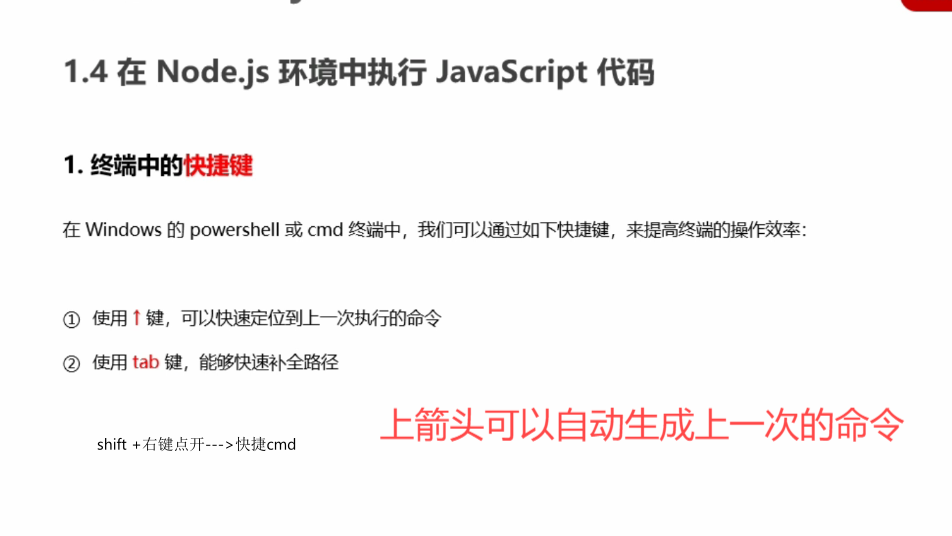 1.4 在 Node.js 环境中执行 JavaScript 代码
1. 终端中的快捷键
在 Windows 的 powershell 或 cmd 终端中，我们可以通过如下快捷键，来提高终端的操作效率：
① 使用 ↑ 键，可以快速定位到上一次执行的命令
② 使用 tab 键，能够快速补全路径
上箭头可以自动生成上一次的命令
shift +右键点开--->快捷cmd